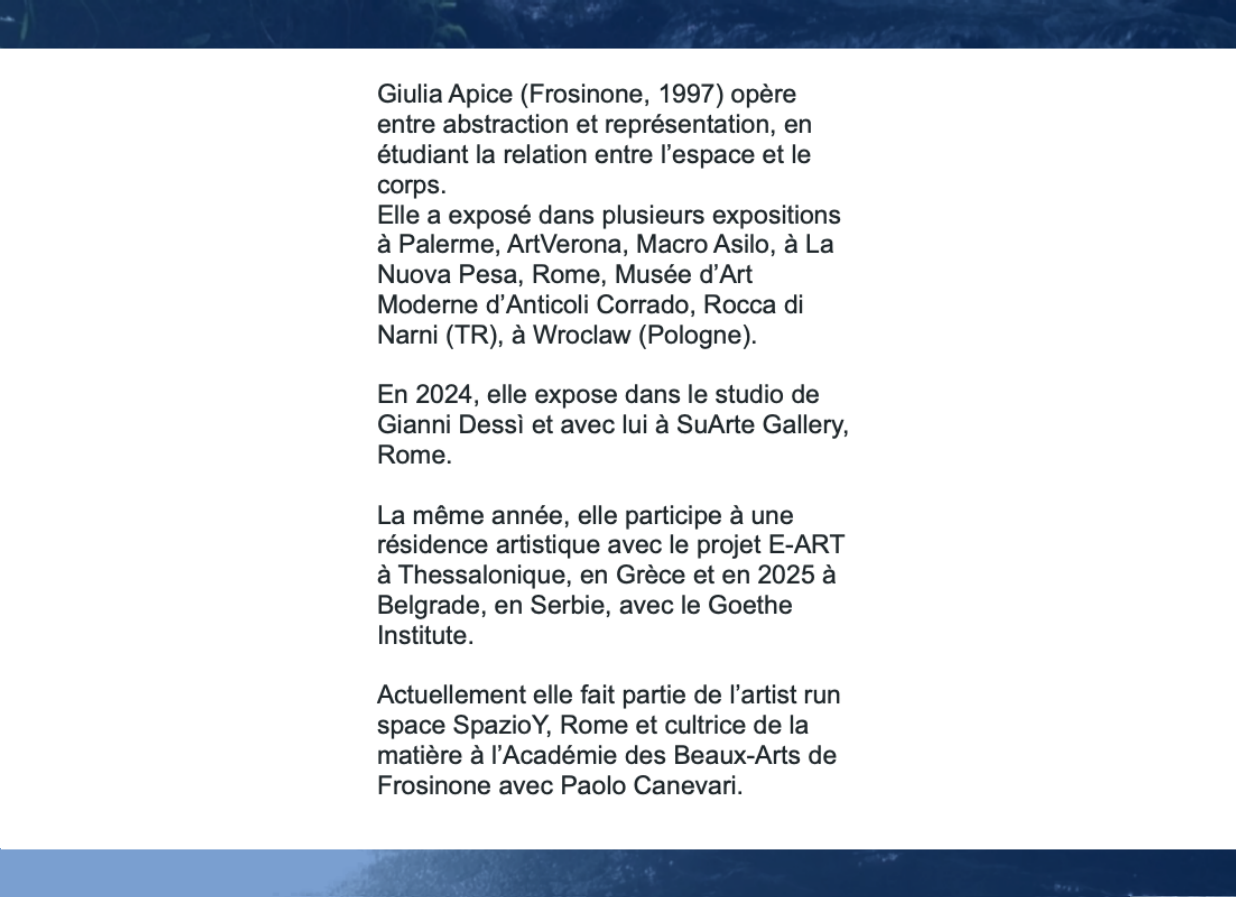 Giulia Apice (Frosinone, 1997) opère
entre abstraction et représentation, en
étudiant la relation entre l’espace et le
corps.
Elle a exposé dans plusieurs expositions
à Palerme, ArtVerona, Macro Asilo, à La
Nuova Pesa, Rome, Musée d’Art
Moderne d’Anticoli Corrado, Rocca di
Narni (TR), à Wroclaw (Pologne).
En 2024, elle expose dans le studio de
Gianni Dessì et avec lui à SuArte Gallery,
Rome.
La même année, elle participe à une
résidence artistique avec le projet E-ART
à Thessalonique, en Grèce et en 2025 à
Belgrade, en Serbie, avec le Goethe
Institute.
Actuellement elle fait partie de l’artist run
space SpazioY, Rome et cultrice de la
matière à l’Académie des Beaux-Arts de
Frosinone avec Paolo Canevari.